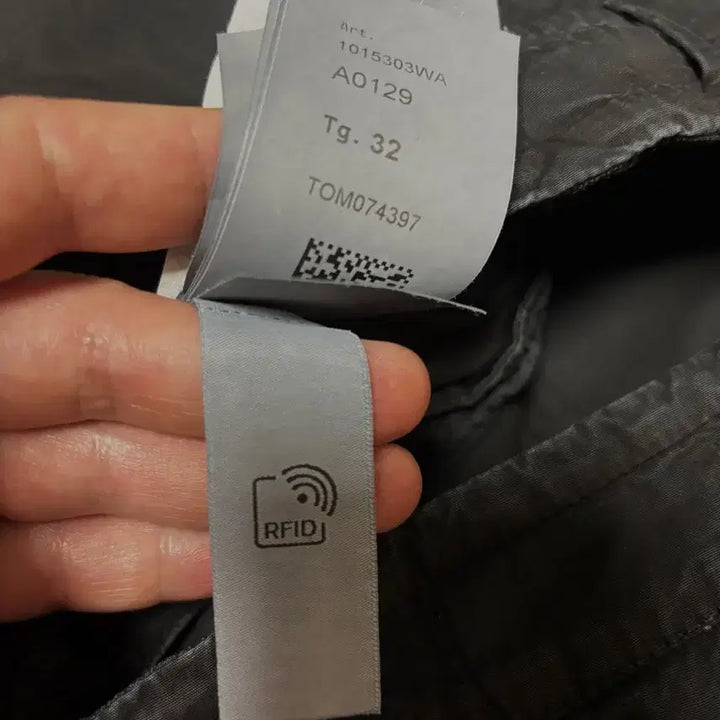 Art.
1015303WA
A0129
Tg. 32
TOM074397
RFID